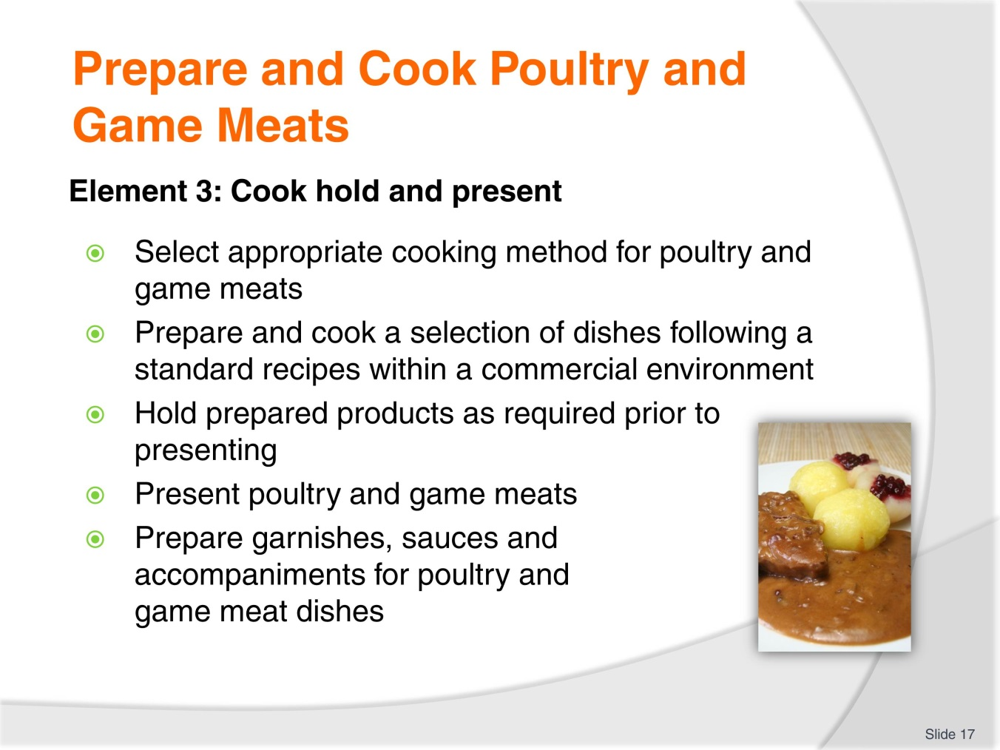 Prepare and Cook Poultry and
Game Meats
Element 3: Cook hold and present
Select appropriate cooking method for poultry and
game meats
Prepare and cook a selection of dishes following a
standard recipes within a commercial environment
Hold prepared products as required prior to
presenting
Present poultry and game meats
Prepare garnishes, sauces and
accompaniments for poultry and
game meat dishes
Slide 17